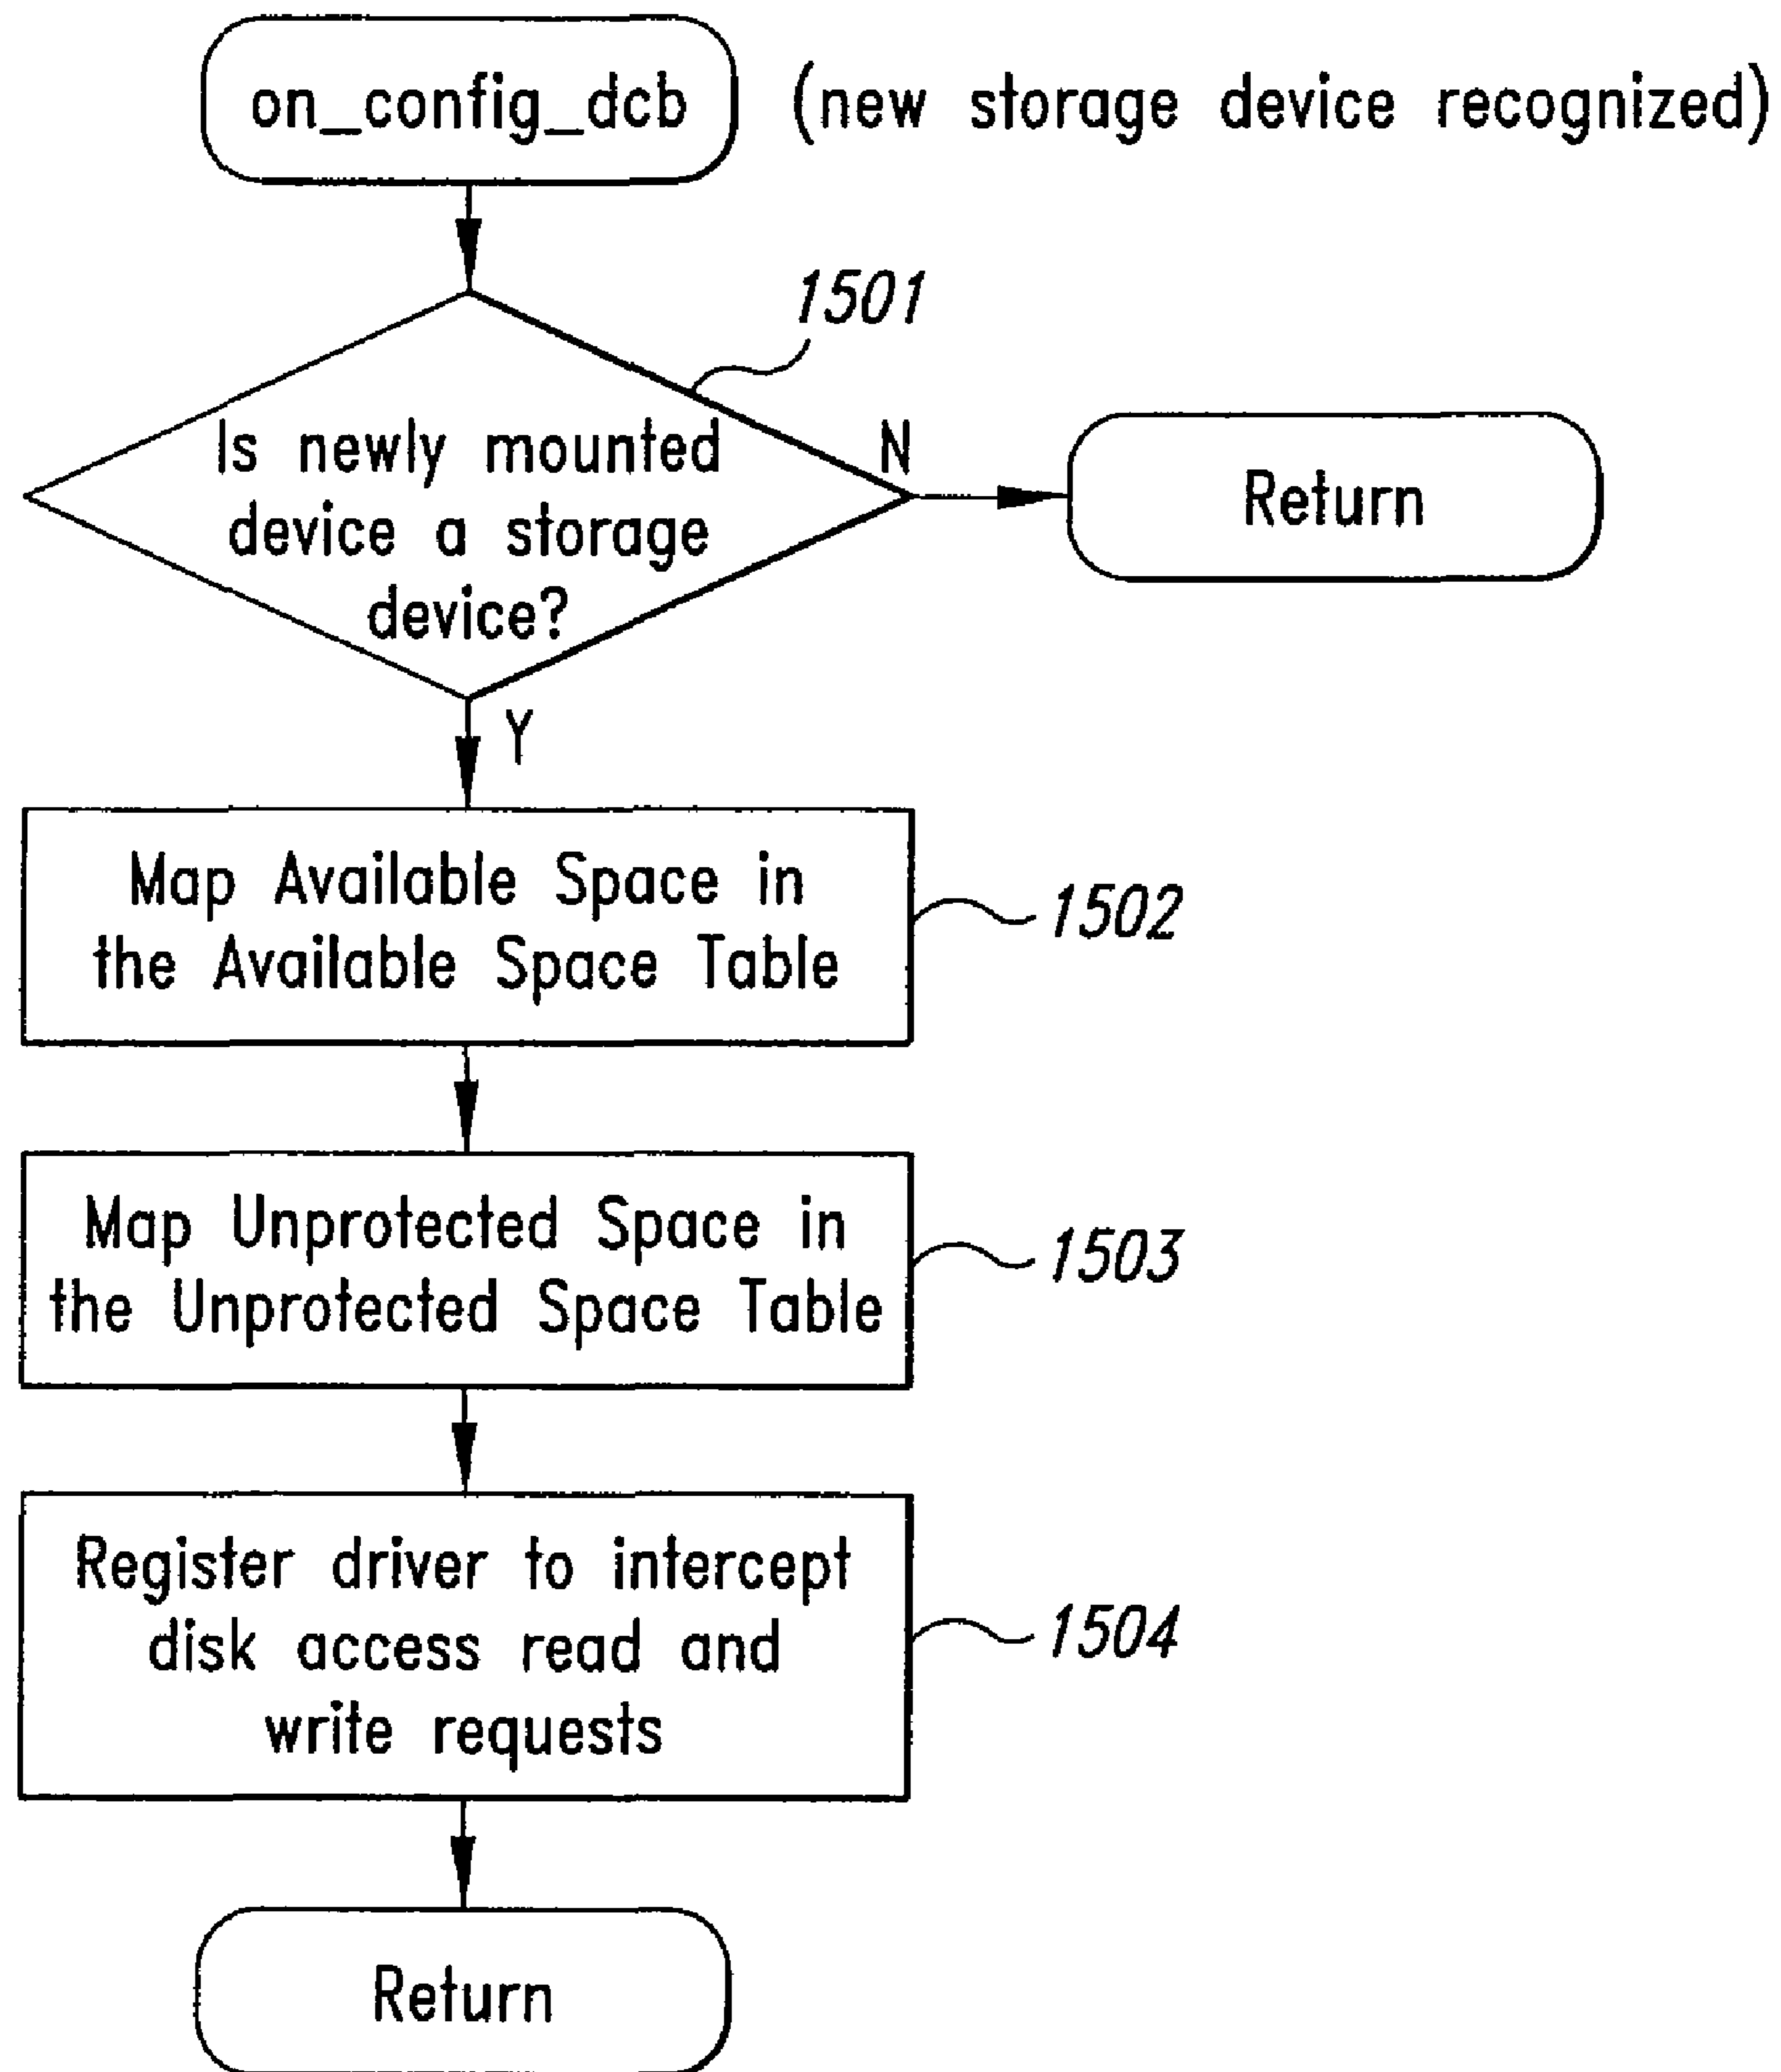 on_config_dcb (new storage device recognized)
1501
Is newly mounted
device a storage
device?
N
Return
Y
Map Available Space in
the Available Space Table
1502
Map Unprotected Space in
the Unprotected Space Table
1503
Register driver to intercept
disk access read and
write requests
1504
Return